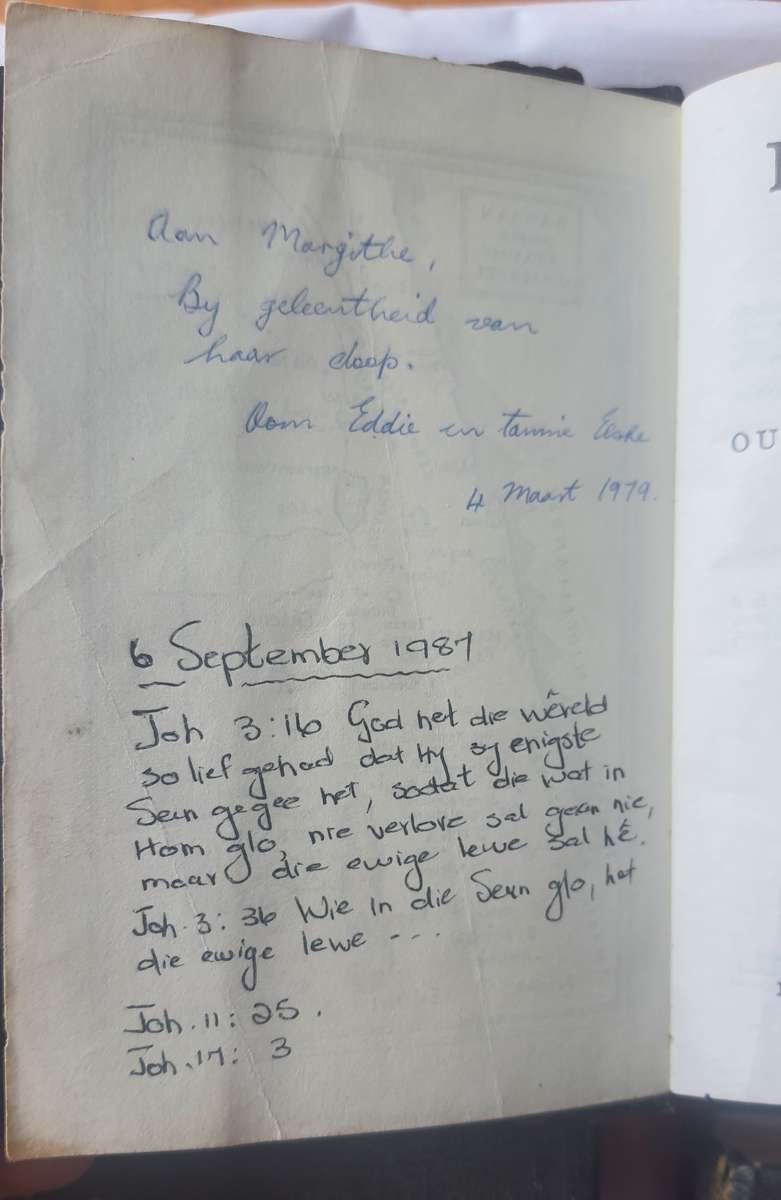 Aan Margithe,
By geleentheid van
haar doop.
Oom Eddie en tannie
4 Maart 1979.
6 September 1987
Joh 3:16 God het die wêreld
so lief gehad dat Hy sy enigste
Seun gegee het, sodat die wat in
Hom glo, nie verlore sal gaan nie,
maar die ewige lewe sal hê.
Joh. 3: 36 Wie in die Seun glo, het
die ewige lewe ---
Joh. 11: 25.
Joh. 17: 3
OU